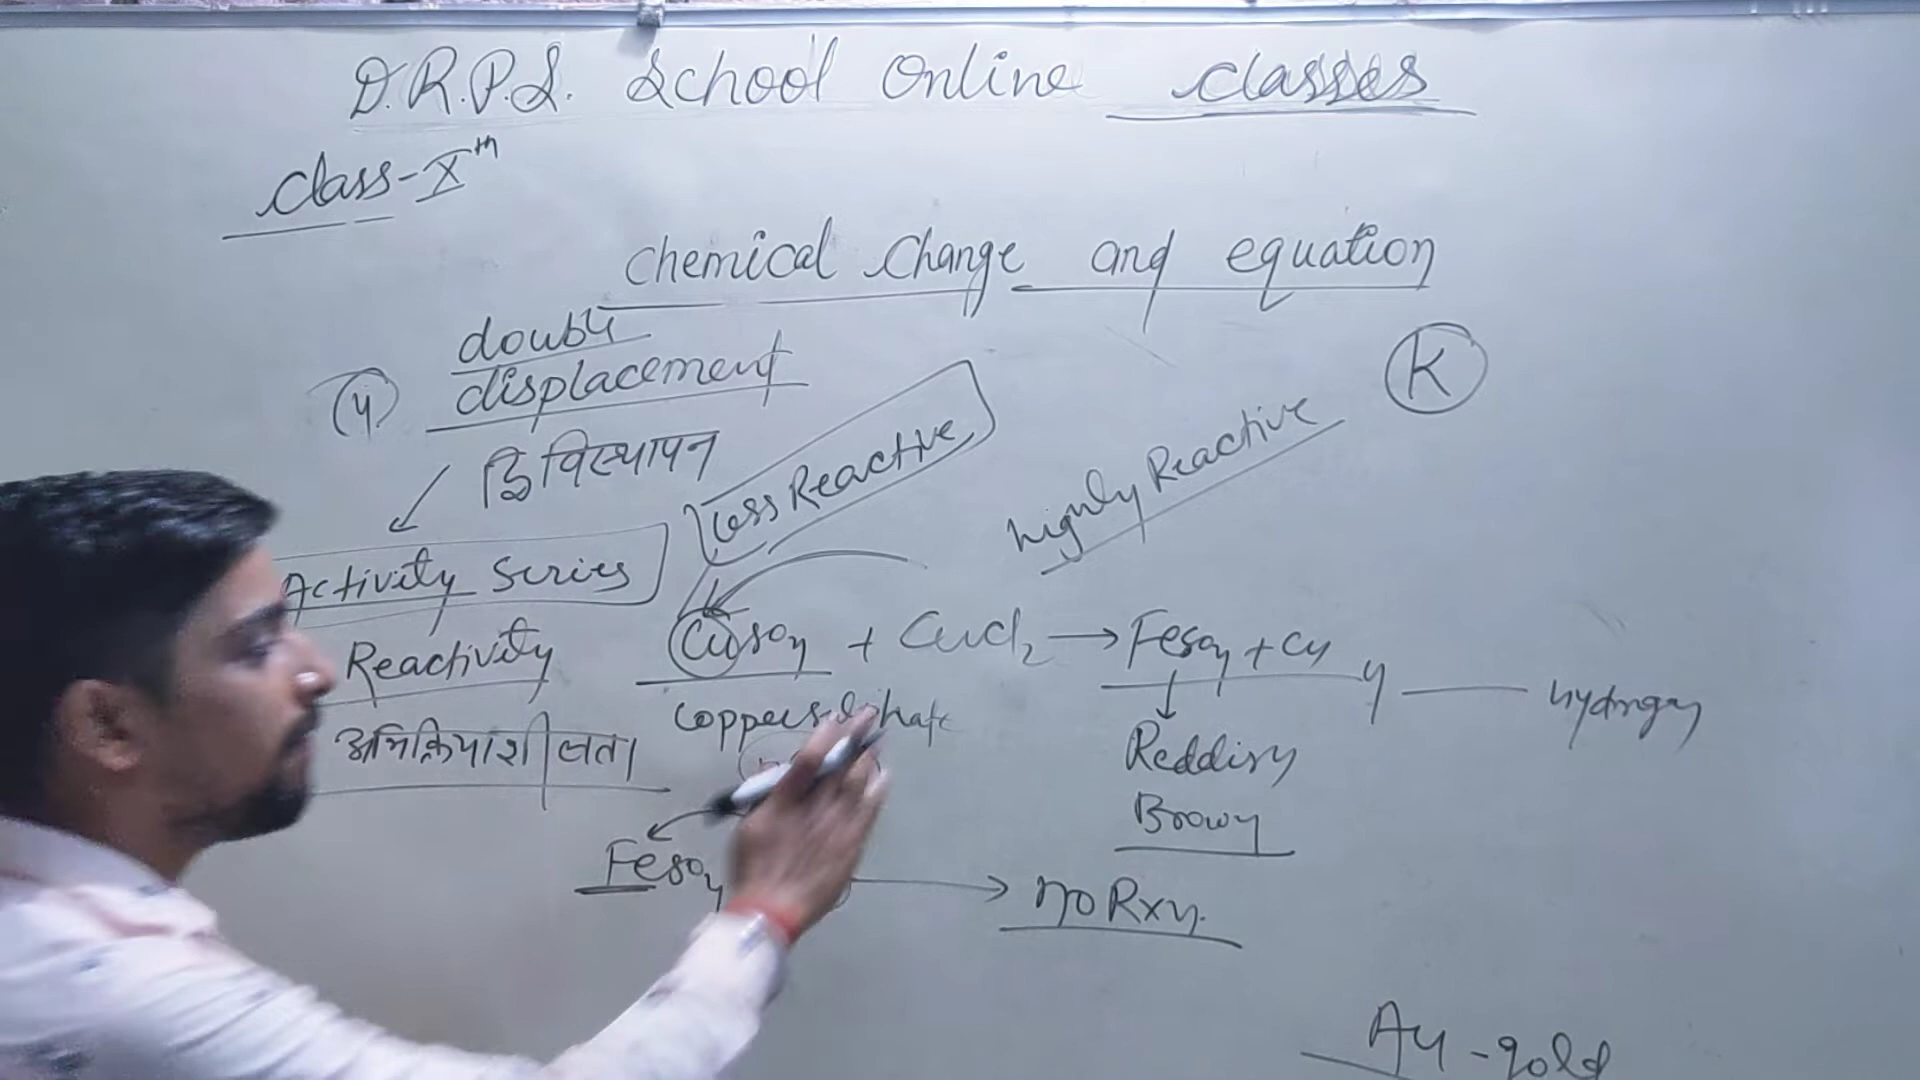 D.R.P.S. School Online classes
class-Xth
chemical change and equation
(4) double
displacement
द्विविस्थापन
Less Reactive
highly Reactive
K
Activity Series
Reactivity
अभिक्रियाशीलता
CuSO4 + CuCl2 → FeSO4 + Cu
Copper sulphate
Reddish
Brown
hydrogen
FeSO4 → no Rxn.
Au - gold